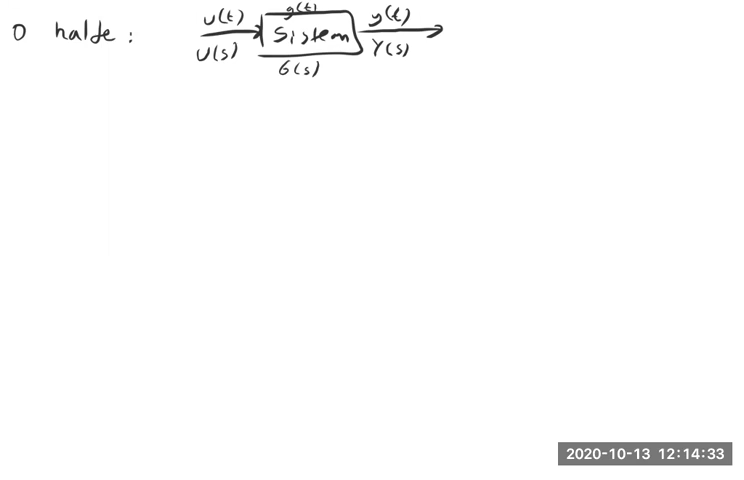 O halde : u(t) g(t) y(t)
Sistem
U(s) G(s) Y(s)
2020-10-13 12:14:33